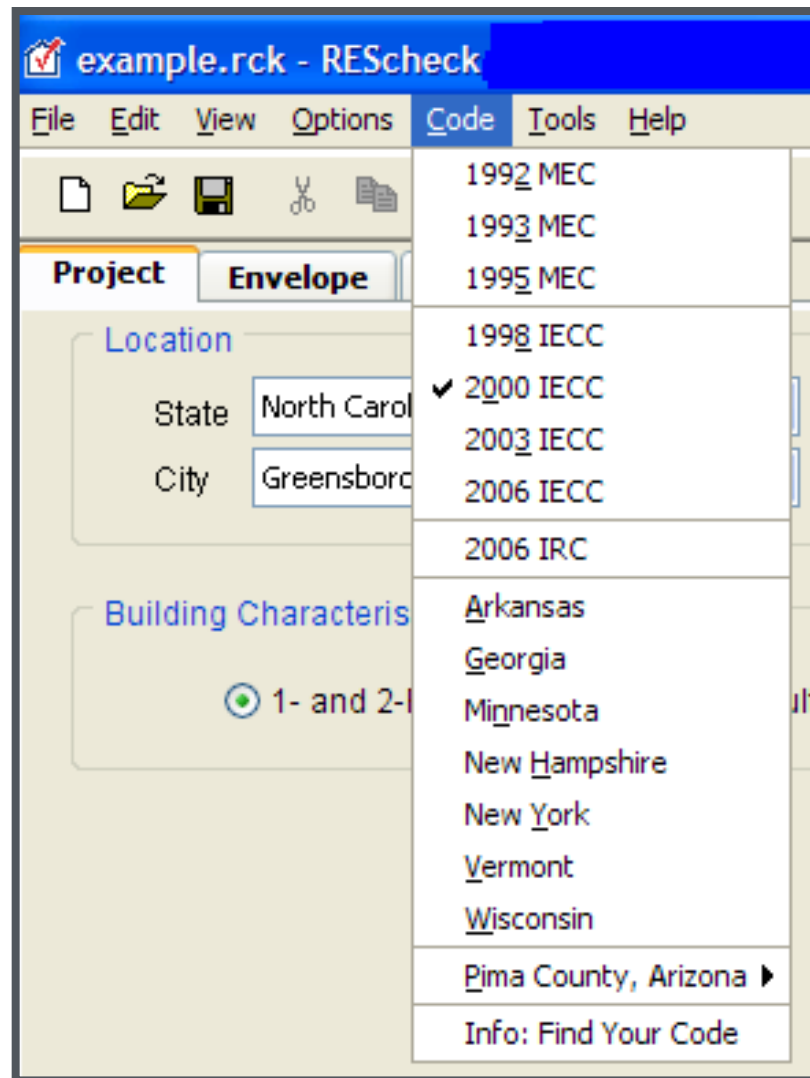 example.rck - REScheck
File Edit View Options Code Tools Help
Project Envelope
Location
State North Carol
City Greensboro
Building Characteris
1- and 2-
1992 MEC
1993 MEC
1995 MEC
1998 IECC
2000 IECC
2003 IECC
2006 IECC
2006 IRC
Arkansas
Georgia
Minnesota
New Hampshire
New York
Vermont
Wisconsin
Pima County, Arizona
Info: Find Your Code